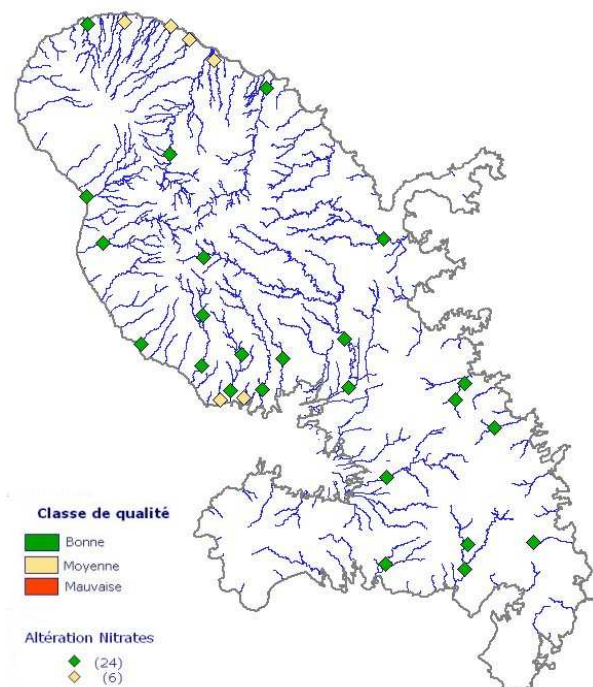 Classe de qualité
Bonne
Moyenne
Mauvaise
Altération Nitrates
(24)
(6)